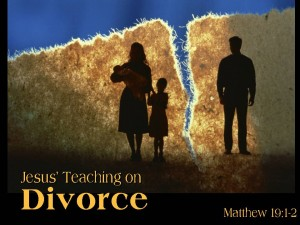 Jesus' Teaching on
Divorce
Matthew 19:1-2